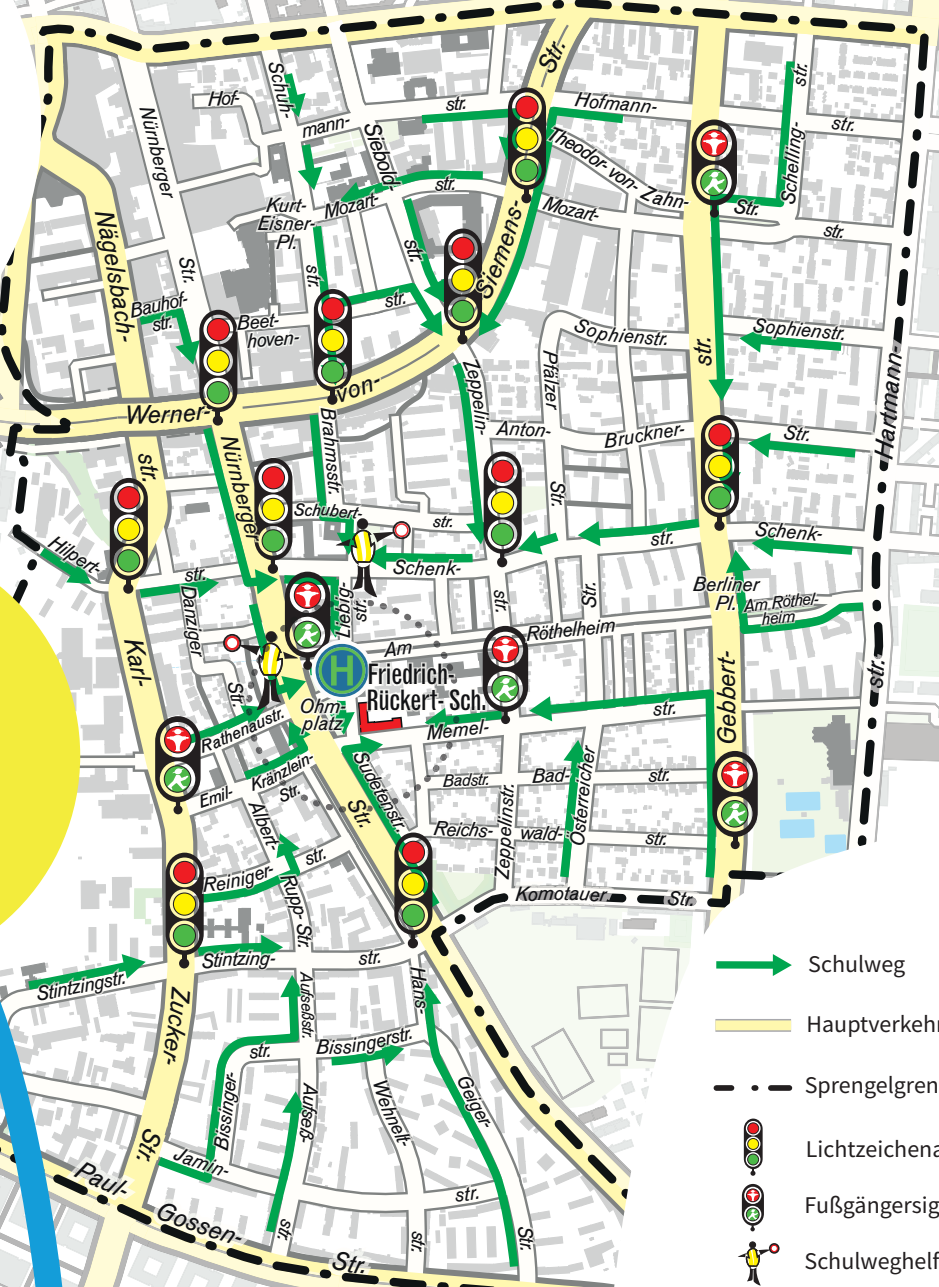 Str.
Schuh-
str.
Hof-
str.
Hofmann-
mann-
Siebold-
Nürnberger
Theodor- von- Zahn-
str.
Schelling-
Str.
Mozart-
str.
Mozart-
str.
Kurt-
Eisner-
Pl.
Nägelsbach-
Str.
str.
str.
Siemens-
Bauhof-
str.
Beet-
hoven-
str.
Sophienstr.
Sophienstr.
str.
Pfälzer
Zeppelin-
Hartmann-
Werner-
von-
Anton-
Bruckner-
Str.
Brahmsstr.
Nürnberger
str.
Str.
Schubert-
str.
Hilpert-
str.
Schenk-
str.
Schenk-
Berliner
Pl.
Am Röthel-
heim
Danziger
Str.
Liebig-
str.
str.
Str.
Am
Röthelheim
H
Friedrich-
Rückert- Sch.
Karl-
Rathenaustr.
Ohm
platz
Memel-
str.
str.
Gebbert-
Emil-
Kränzlein-
Str.
Sudetenstr.
Str.
Badstr.
Bad-
str.
Albert-
Reichs-
wald-
str.
Zeppelinstr.
Österreicher
Reiniger-
str.
Rupp- Str.
Komotauer
Str.
Stintzingstr.
Stintzing-
str.
Hans-
Zucker-
Aufseßstr.
str.
Bissingerstr.
Bissinger-
Aufseß-
Wehnelt-
Geiger-
Str.
Jamin-
str.
str.
str.
Str.
Paul-
Gossen-
Str.
Schulweg
Hauptverkehr
Sprengelgren
Lichtzeichena
Fußgängersig
Schulweghelf